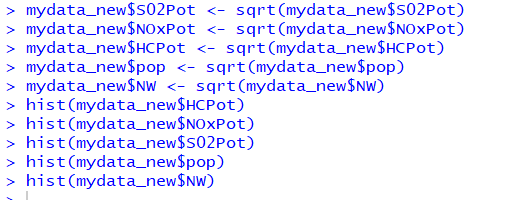 > mydata_new$SO2Pot <- sqrt(mydata_new$SO2Pot)
> mydata_new$NOxPot <- sqrt(mydata_new$NOxPot)
> mydata_new$HCPot <- sqrt(mydata_new$HCPot)
> mydata_new$pop <- sqrt(mydata_new$pop)
> mydata_new$NW <- sqrt(mydata_new$NW)
> hist(mydata_new$HCPot)
> hist(mydata_new$NOxPot)
> hist(mydata_new$SO2Pot)
> hist(mydata_new$pop)
> hist(mydata_new$NW)
>